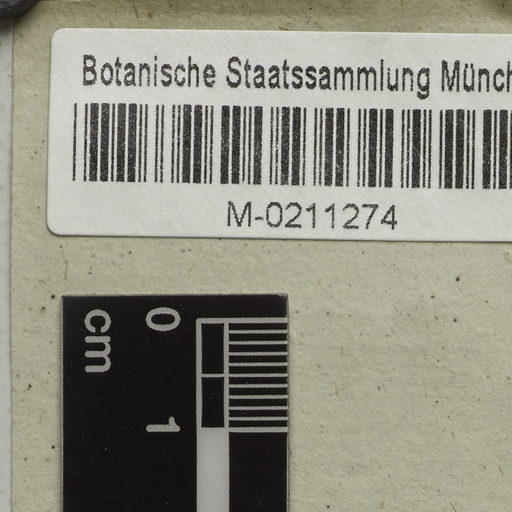 Botanische Staatssammlung Münch
M-0211274
cm
0
1